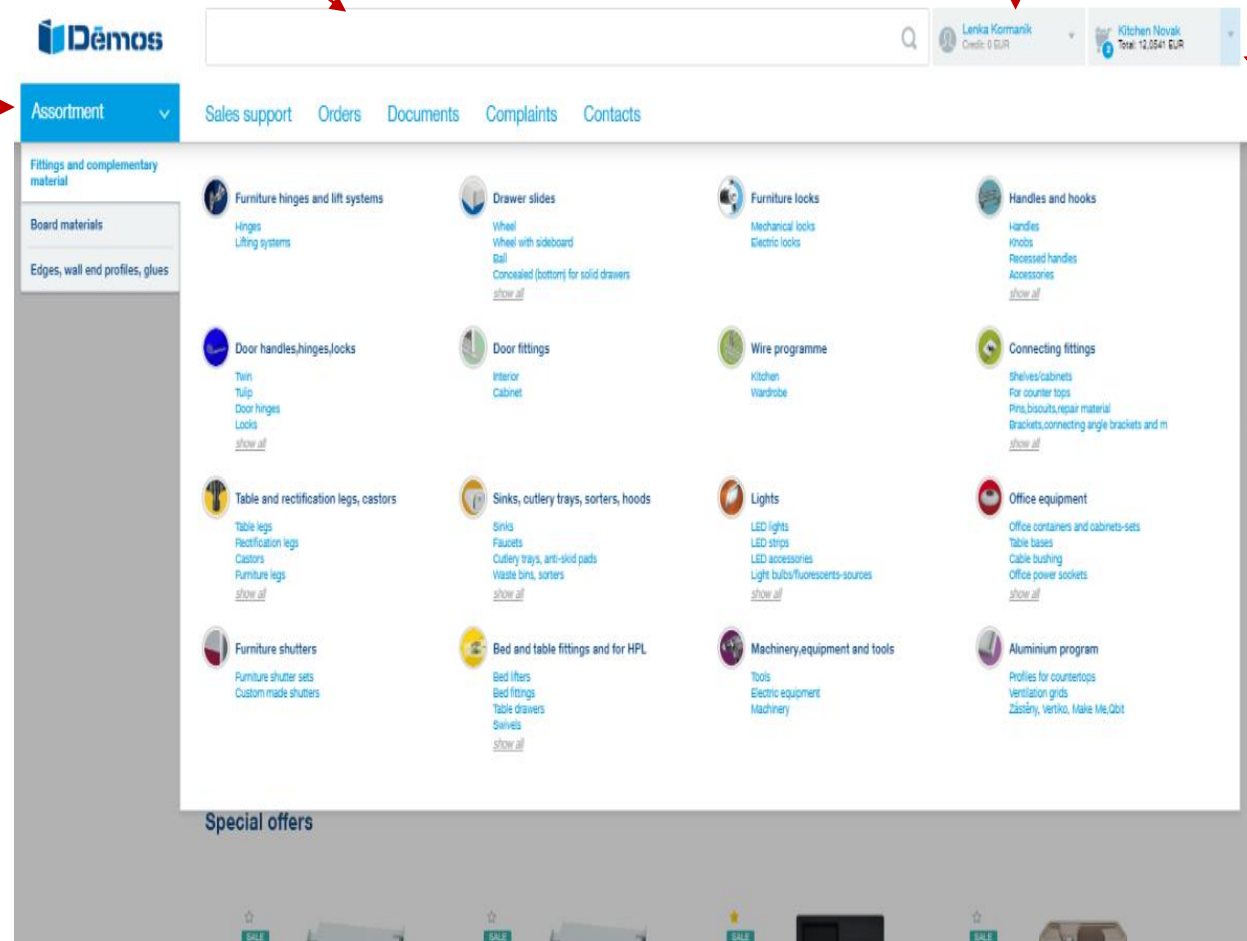 Dēmos
Lenka Kormanik
Credit: 0 EUR
2
Kitchen Novak
Total: 12,0541 EUR
Assortment
Sales support
Orders
Documents
Complaints
Contacts
Fittings and complementary
material
Board materials
Edges, wall end profiles, glues
Furniture hinges and lift systems
Hinges
Lifting systems
Drawer slides
Wheel
Wheel with sideboard
Ball
Concealed (bottom) for solid drawers
show all
Furniture locks
Mechanical locks
Electric locks
Handles and hooks
Handles
Knobs
Recessed handles
Accessories
show all
Door handles,hinges,locks
Twin
Tulip
Door hinges
Locks
show all
Door fittings
Interior
Cabinet
Wire programme
Kitchen
Wardrobe
Connecting fittings
Shelves/cabinets
For counter tops
Pins,biscuits,repair material
Brackets,connecting angle brackets and m
show all
Table and rectification legs, castors
Table legs
Rectification legs
Castors
Furniture legs
show all
Sinks, cutlery trays, sorters, hoods
Sinks
Faucets
Cutlery trays, anti-skid pads
Waste bins, sorters
show all
Lights
LED lights
LED strips
LED accessories
Light bulbs/fluorescents-sources
show all
Office equipment
Office containers and cabinets-sets
Table bases
Cable bushing
Office power sockets
show all
Furniture shutters
Furniture shutter sets
Custom made shutters
Bed and table fittings and for HPL
Bed lifters
Bed fittings
Table drawers
Swivels
show all
Machinery,equipment and tools
Tools
Electric equipment
Machinery
Aluminium program
Profiles for countertops
Ventilation grids
Zástěny, Vertiko, Make Me,Qbit
Special offers
SALE
SALE
SALE
SALE